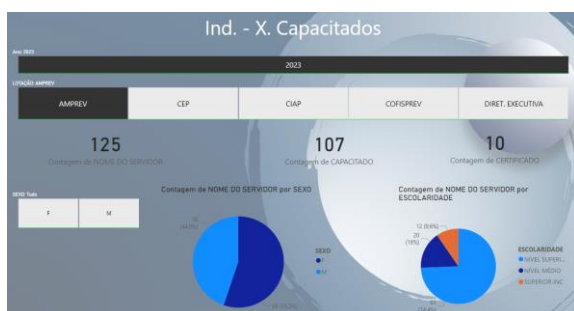 Ind. - X. Capacitados
Ano: 2023
2023
LOTAÇÃO: AMPREV
AMPREV
CEP
CIAP
COFISPREV
DIRET. EXECUTIVA
125
Contagem de NOME DO SERVIDOR
107
Contagem de CAPACITADO
10
Contagem de CERTIFICADO
SEXO: Tudo
F
M
Contagem de NOME DO SERVIDOR por SEXO
SEXO
F
M
Contagem de NOME DO SERVIDOR por
ESCOLARIDADE
12 (9,6%)
20
(16%)
ESCOLARIDADE
NÍVEL SUPERI...
NÍVEL MÉDIO
SUPERIOR INC